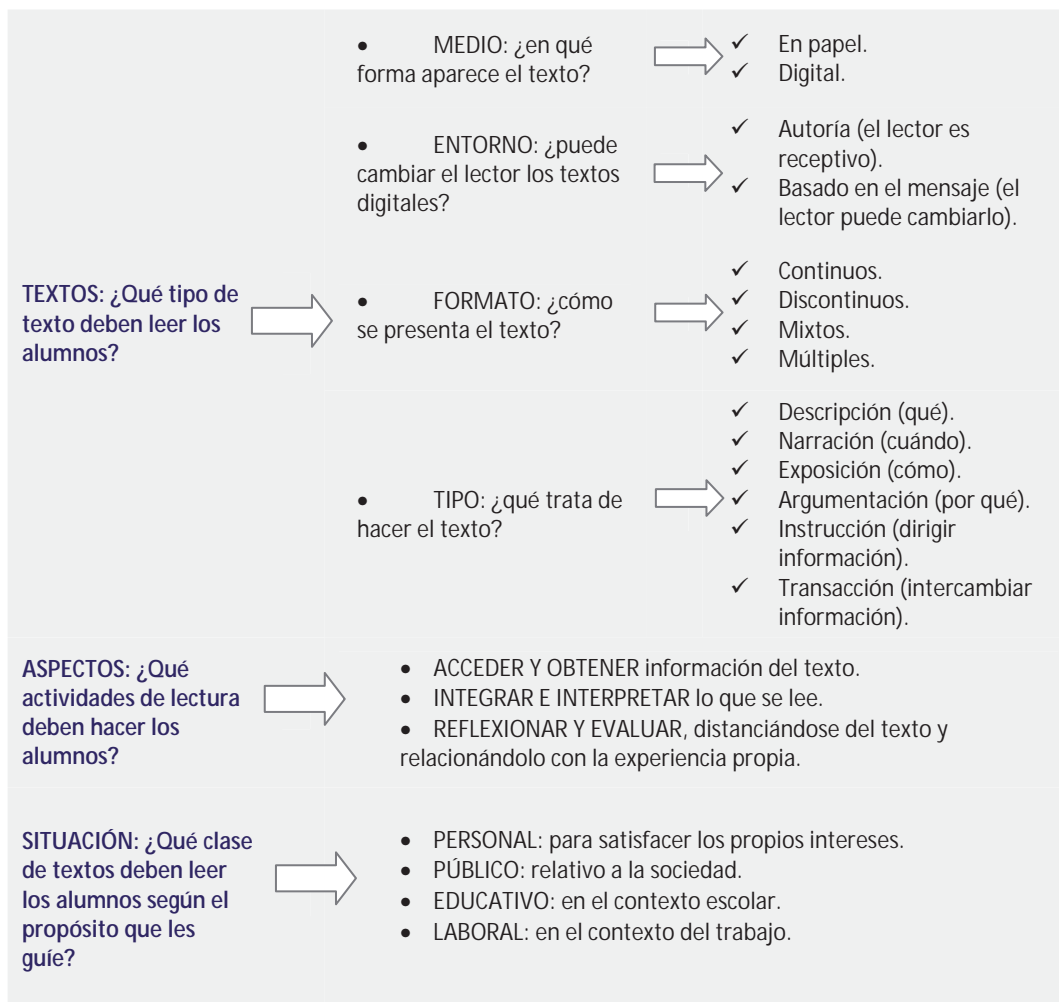 • MEDIO: ¿en qué
forma aparece el texto?
✓ En papel.
✓ Digital.
• ENTORNO: ¿puede
cambiar el lector los textos
digitales?
✓ Autoría (el lector es
receptivo).
✓ Basado en el mensaje (el
lector puede cambiarlo).
TEXTOS: ¿Qué tipo de
texto deben leer los
alumnos?
• FORMATO: ¿cómo
se presenta el texto?
✓ Continuos.
✓ Discontinuos.
✓ Mixtos.
✓ Múltiples.
• TIPO: ¿qué trata de
hacer el texto?
✓ Descripción (qué).
✓ Narración (cuándo).
✓ Exposición (cómo).
✓ Argumentación (por qué).
✓ Instrucción (dirigir
información).
✓ Transacción (intercambiar
información).
ASPECTOS: ¿Qué
actividades de lectura
deben hacer los
alumnos?
• ACCEDER Y OBTENER información del texto.
• INTEGRAR E INTERPRETAR lo que se lee.
• REFLEXIONAR Y EVALUAR, distanciándose del texto y
relacionándolo con la experiencia propia.
SITUACIÓN: ¿Qué clase
de textos deben leer
los alumnos según el
propósito que les
guíe?
• PERSONAL: para satisfacer los propios intereses.
• PÚBLICO: relativo a la sociedad.
• EDUCATIVO: en el contexto escolar.
• LABORAL: en el contexto del trabajo.